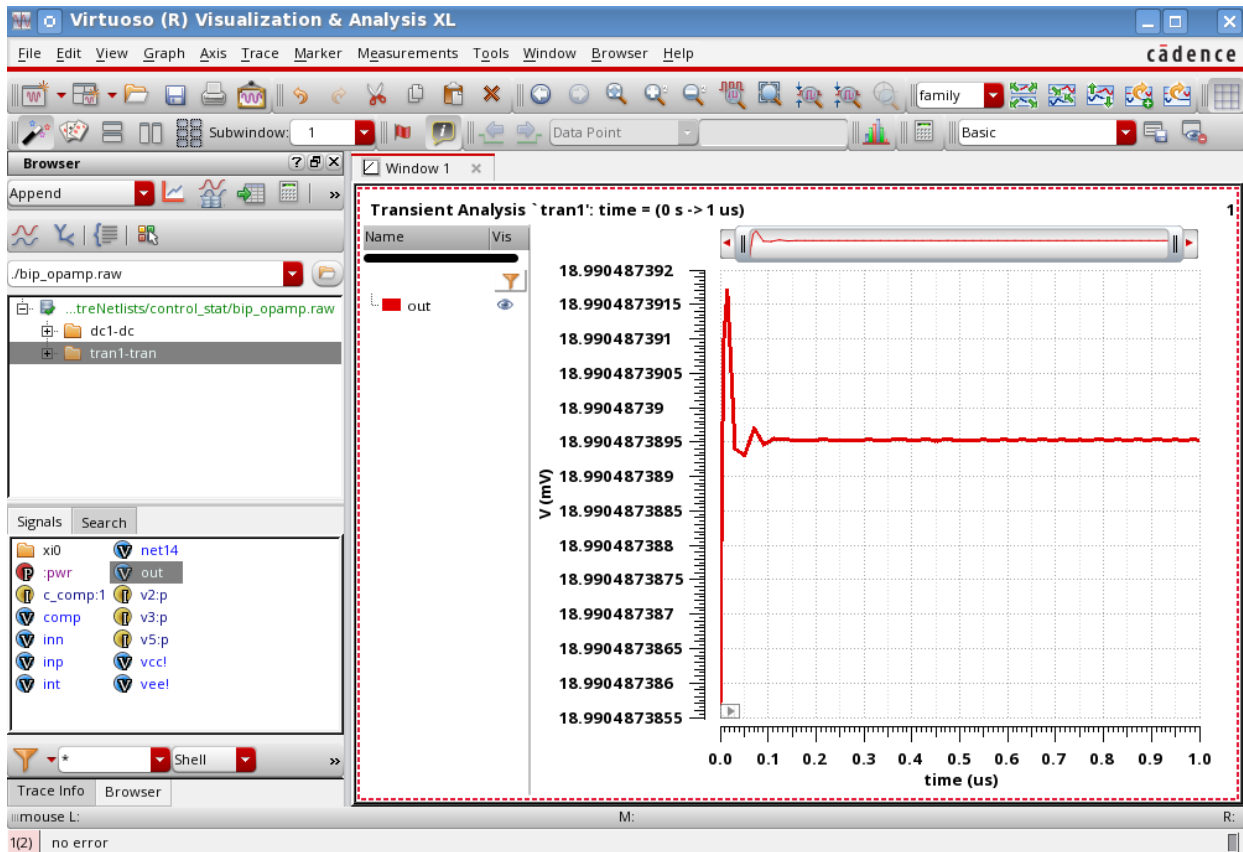 Virtuoso (R) Visualization & Analysis XL
File Edit View Graph Axis Trace Marker Measurements Tools Window Browser Help
cādence
family
Subwindow: 1
Data Point
Basic
Browser
Window 1
Append
Transient Analysis `tran1': time = (0 s -> 1 us)
1
Name Vis
./bip_opamp.raw
out
...treNetlists/control_stat/bip_opamp.raw
dc1-dc
tran1-tran
18.990487392
18.9904873915
18.990487391
18.9904873905
18.99048739
18.9904873895
18.990487389
18.9904873885
18.990487388
18.9904873875
18.990487387
18.9904873865
18.990487386
18.9904873855
V (mV)
0.0 0.1 0.2 0.3 0.4 0.5 0.6 0.7 0.8 0.9 1.0
time (us)
Signals Search
xi0 net14
:pwr out
c_comp:1 v2:p
comp v3:p
inn v5:p
inp vcc!
int vee!
* Shell
Trace Info Browser
mouse L: M: R:
1(2) no error